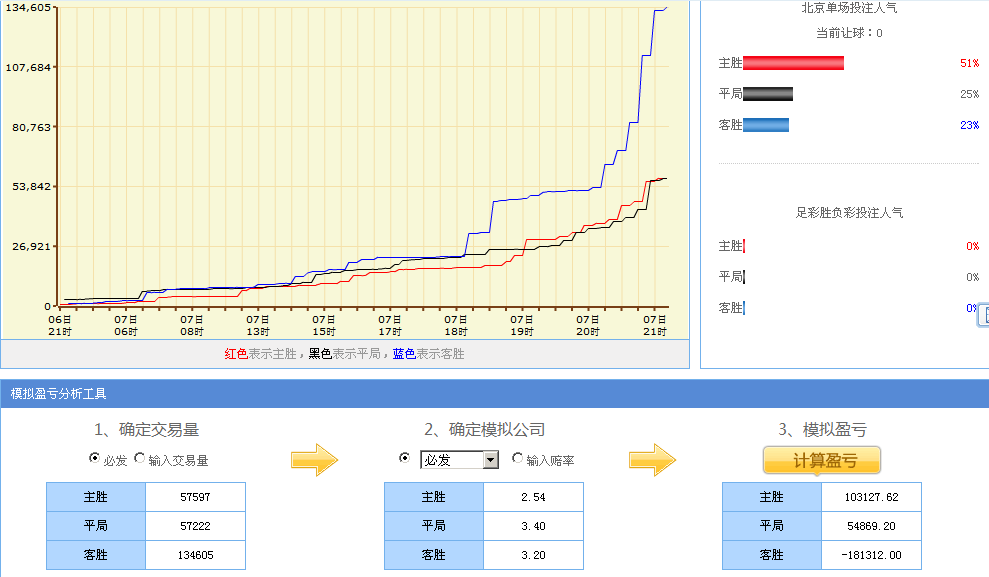 134,605
107,684
80,763
53,842
26,921
0
06日 07日 07日 07日 07日 07日 07日 07日 07日 07日
21时 06时 08时 13时 15时 17时 18时 19时 20时 21时
红色表示主胜，黑色表示平局，蓝色表示客胜
北京单场投注人气
当前让球：0
主胜 51%
平局 25%
客胜 23%
足彩胜负彩投注人气
主胜 0%
平局 0%
客胜 0%
模拟盈亏分析工具
1、确定交易量
必发 输入交易量
主胜 57597
平局 57222
客胜 134605
2、确定模拟公司
必发 输入赔率
主胜 2.54
平局 3.40
客胜 3.20
3、模拟盈亏
计算盈亏
主胜 103127.62
平局 54869.20
客胜 -181312.00